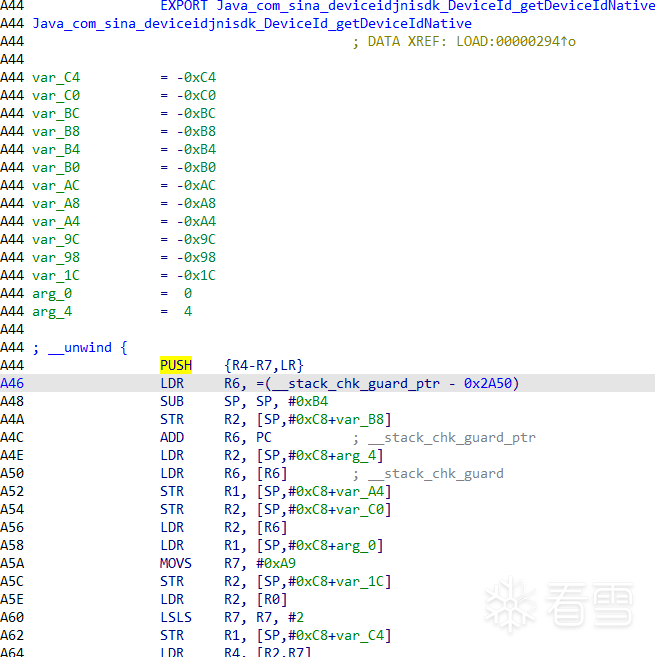 A44 EXPORT Java_com_sina_deviceidjnisdk_DeviceId_getDeviceIdNative
A44 Java_com_sina_deviceidjnisdk_DeviceId_getDeviceIdNative
A44 ; DATA XREF: LOAD:00000294↑o
A44
A44 var_C4 = -0xC4
A44 var_C0 = -0xC0
A44 var_BC = -0xBC
A44 var_B8 = -0xB8
A44 var_B4 = -0xB4
A44 var_B0 = -0xB0
A44 var_AC = -0xAC
A44 var_A8 = -0xA8
A44 var_A4 = -0xA4
A44 var_9C = -0x9C
A44 var_98 = -0x98
A44 var_1C = -0x1C
A44 arg_0 = 0
A44 arg_4 = 4
A44
A44 ; __unwind {
A44 PUSH {R4-R7,LR}
A46 LDR R6, =(__stack_chk_guard_ptr - 0x2A50)
A48 SUB SP, SP, #0xB4
A4A STR R2, [SP,#0xC8+var_B8]
A4C ADD R6, PC ; __stack_chk_guard_ptr
A4E LDR R2, [SP,#0xC8+arg_4]
A50 LDR R6, [R6] ; __stack_chk_guard
A52 STR R1, [SP,#0xC8+var_A4]
A54 STR R2, [SP,#0xC8+var_C0]
A56 LDR R2, [R6]
A58 LDR R1, [SP,#0xC8+arg_0]
A5A MOVS R7, #0xA9
A5C STR R2, [SP,#0xC8+var_1C]
A5E LDR R2, [R0]
A60 LSLS R7, R7, #2
A62 STR R1, [SP,#0xC8+var_C4]
A64 LDR R4, [R2,R7]
看雪